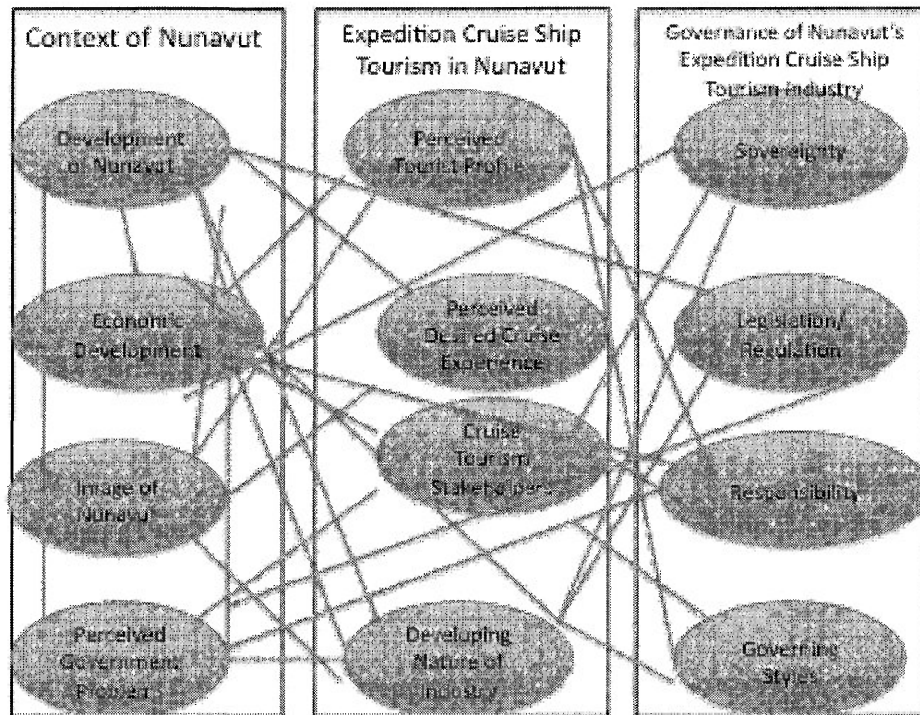 Context of Nunavut
Development
of Nunavut
Economic
Development
Image of
Nunavut
Perceived
Government
Problems
Expedition Cruise Ship
Tourism in Nunavut
Perceived
Tourist Profile
Perceived
Desired Cruise
Experience
Cruise
Tourism
Stakeholders
Developing
Nature of
Industry
Governance of Nunavut's
Expedition Cruise Ship
Tourism Industry
Sovereignty
Legislation/
Regulation
Responsibility
Governing
Styles